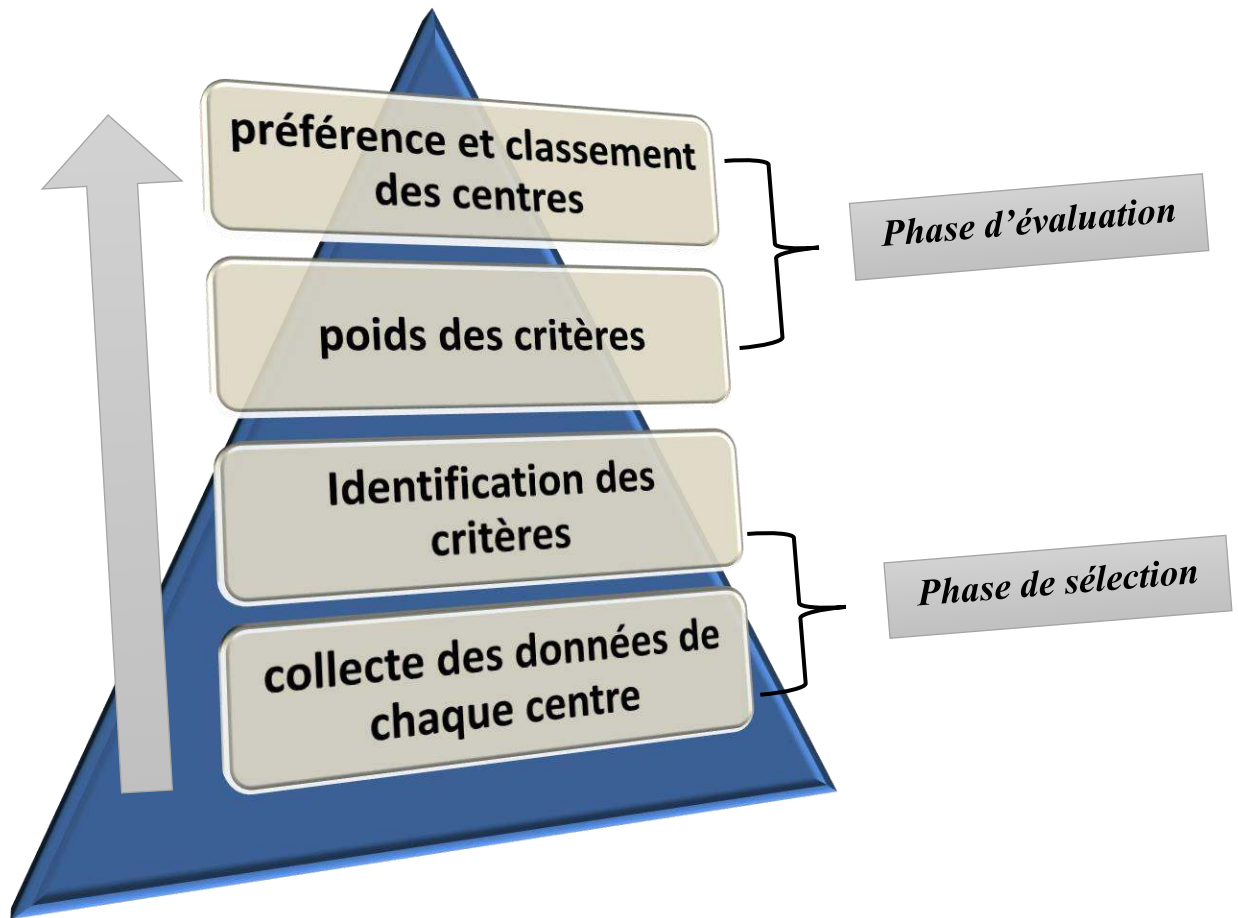 préférence et classement
des centres
Phase d’évaluation
poids des critères
Identification des
critères
Phase de sélection
collecte des données de
chaque centre